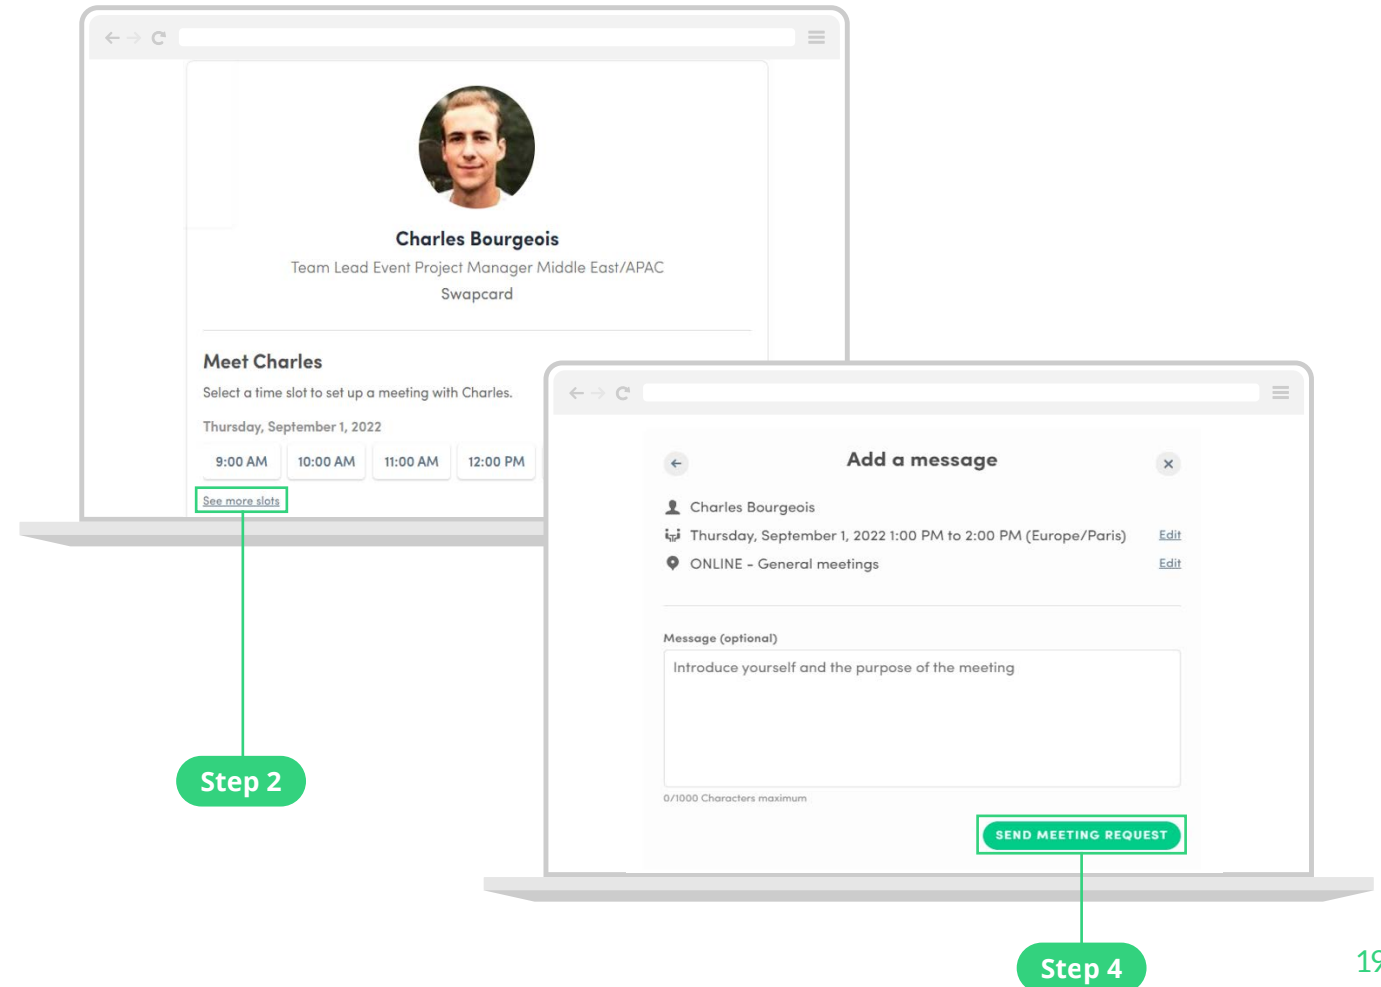 Charles Bourgeois
Team Lead Event Project Manager Middle East/APAC
Swapcard
Meet Charles
Select a time slot to set up a meeting with Charles.
Thursday, September 1, 2022
9:00 AM 10:00 AM 11:00 AM 12:00 PM
See more slots
Step 2
Add a message
Charles Bourgeois
Thursday, September 1, 2022 1:00 PM to 2:00 PM (Europe/Paris) Edit
ONLINE - General meetings Edit
Message (optional)
Introduce yourself and the purpose of the meeting
0/1000 Characters maximum
SEND MEETING REQUEST
Step 4
19